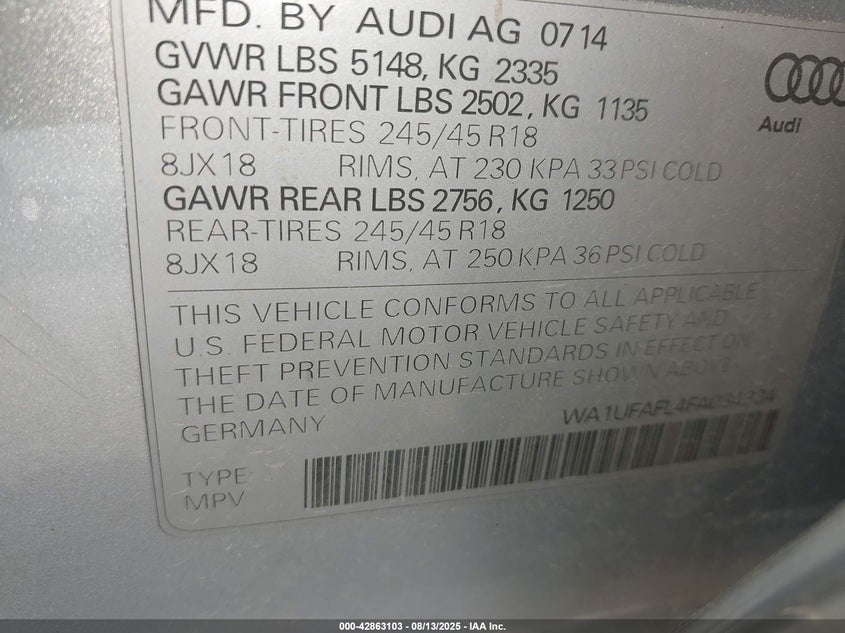 MFD. BY AUDI AG 0714
GVWR LBS 5148, KG 2335
GAWR FRONT LBS 2502, KG 1135
FRONT-TIRES 245/45 R18
8JX18 RIMS, AT 230 KPA 33 PSI COLD
GAWR REAR LBS 2756, KG 1250
REAR-TIRES 245/45 R18
8JX18 RIMS, AT 250 KPA 36 PSI COLD
Audi
THIS VEHICLE CONFORMS TO ALL APPLICABLE
U.S. FEDERAL MOTOR VEHICLE SAFETY AND
THEFT PREVENTION STANDARDS IN EFFECT ON
THE DATE OF MANUFACTURE SHOWN ABOVE
GERMANY WA1UFAFL4FA034334
TYPE
MPV
000-42863103 - 08/13/2025 - IAA Inc.